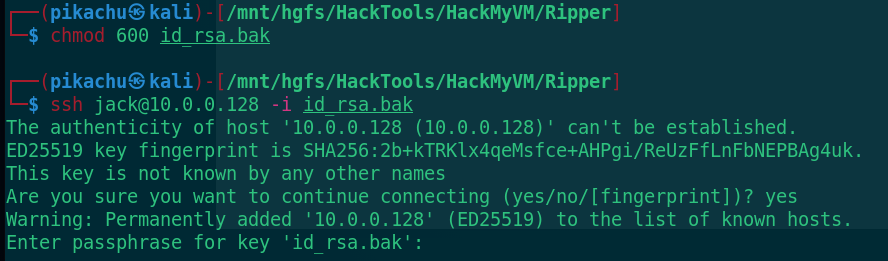 ┌──(pikachu㉿kali)-[/mnt/hgfs/HackTools/HackMyVM/Ripper]
└─$ chmod 600 id_rsa.bak
┌──(pikachu㉿kali)-[/mnt/hgfs/HackTools/HackMyVM/Ripper]
└─$ ssh jack@10.0.0.128 -i id_rsa.bak
The authenticity of host '10.0.0.128 (10.0.0.128)' can't be established.
ED25519 key fingerprint is SHA256:2b+kTRKlx4qeMsfce+AHPgi/ReUzFfLnFbNEPBAg4uk.
This key is not known by any other names
Are you sure you want to continue connecting (yes/no/[fingerprint])? yes
Warning: Permanently added '10.0.0.128' (ED25519) to the list of known hosts.
Enter passphrase for key 'id_rsa.bak':